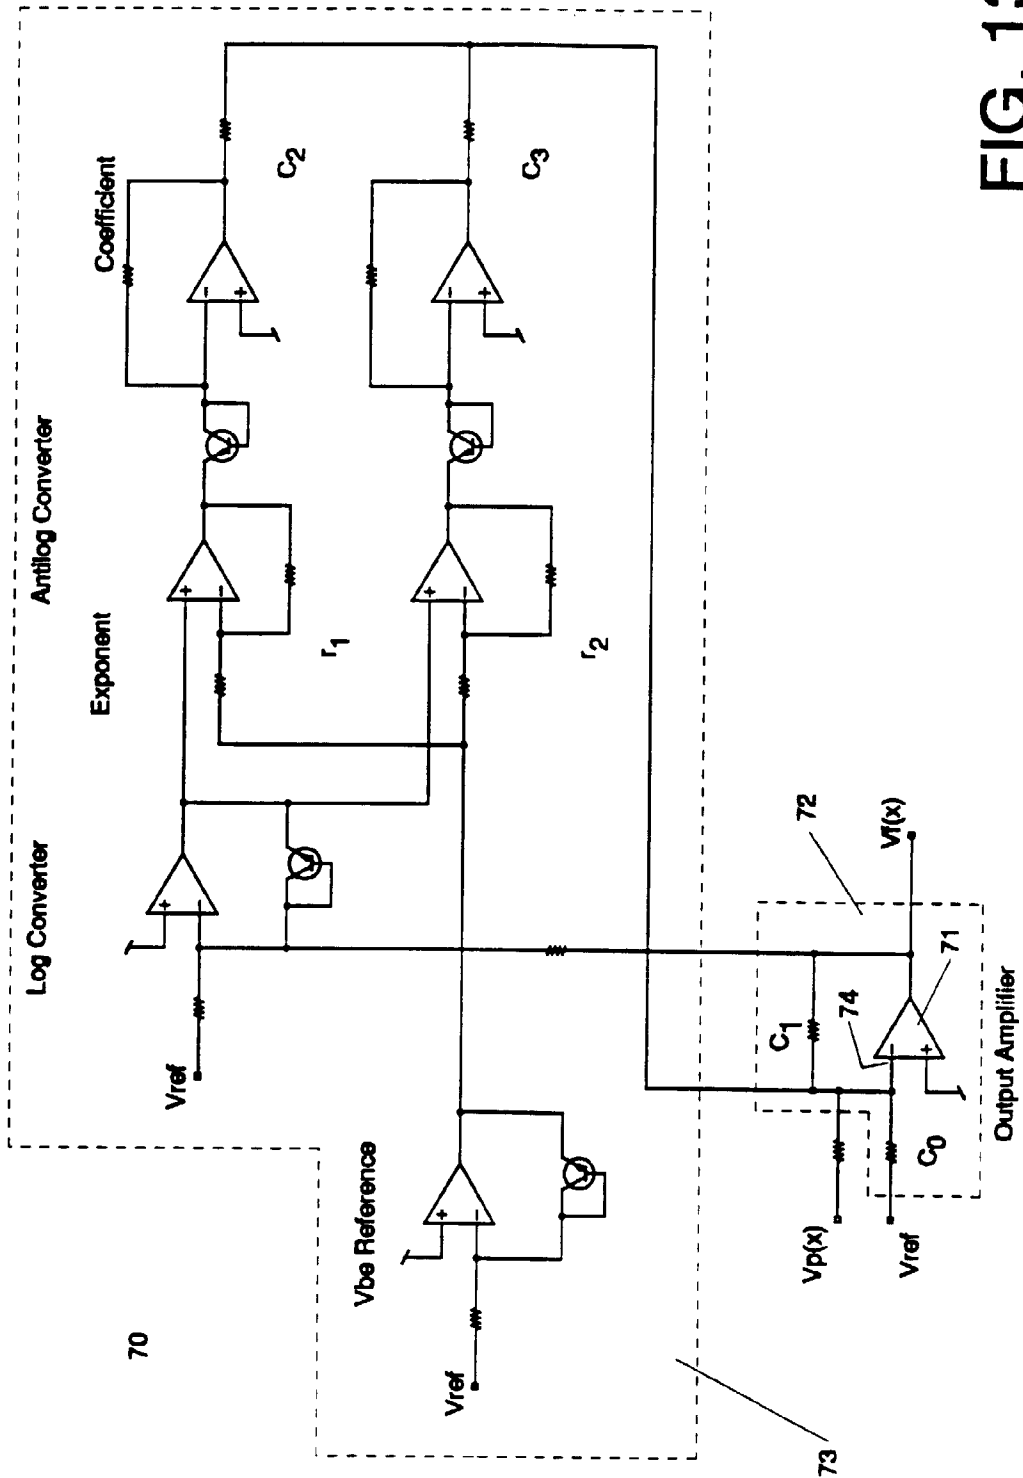 Log Converter
Antilog Converter
Exponent
Coefficient
70
Vref
C2
r1
Vbe Reference
Vref
C3
r2
C1
72
Vp(x)
73
74
Vf(x)
Vref
C0
71
Output Amplifier
FIG.